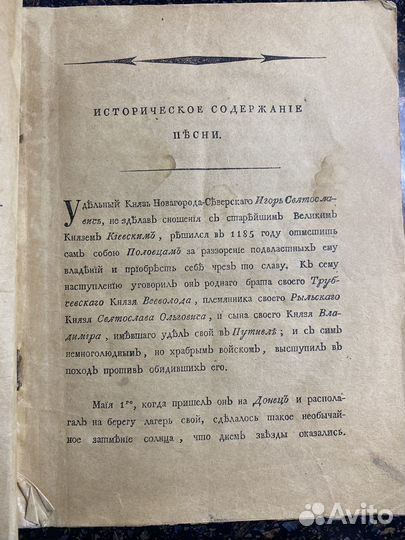 ИСТОРИЧЕСКОЕ СОДЕРЖАНІЕ
ПѢСНИ.
Удѣльный Князь Новагорода-Сѣверскаго Игорь Святосла-
вичь, не здѣлавъ сношенія съ старѣйшимъ Великимъ
Княземъ Кіевскимъ, рѣшился въ 1185 году отмстить
самъ собою Половцамъ за раззореніе подвластныхъ ему
владѣній и пріобрѣсть себѣ чрезъ то славу. Къ сему
наступленію уговорилъ онъ роднаго брата своего Труб-
чевскаго Князя Всеволода, племянника своего Рыльскаго
Князя Святослава Ольговича, и сына своего Князя Вла-
димира, имѣвшаго удѣлъ свой въ Путивлѣ; и съ симъ
немноголюднымъ, но храбрымъ войскомъ, выступилъ въ
походъ противъ обидѣвшихъ его.
Маія 1го, когда пришелъ онъ на Донецъ и распола-
галъ на берегу лагерь свой, сдѣлалось такое необычай-
ное затмѣніе солнца, что днемъ звѣзды оказались.
Avito